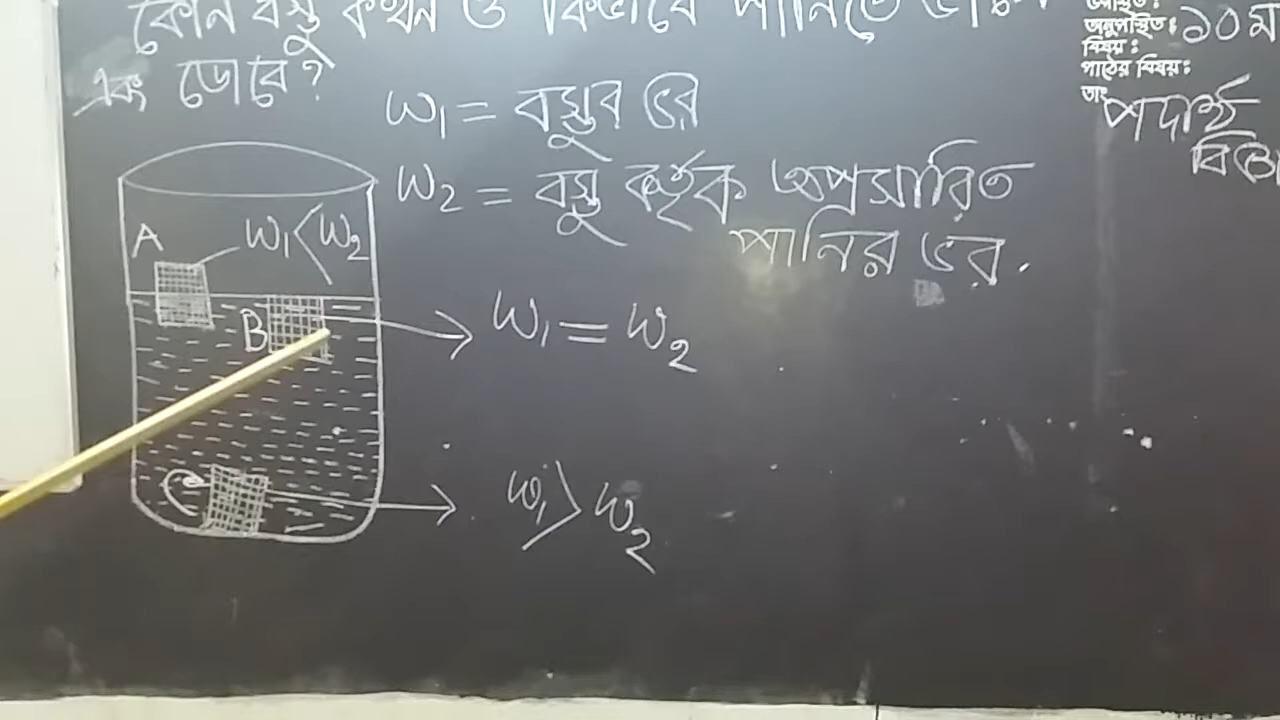 কোন বস্তু কখন ও কিভাবে পানিতে
এবং ডোবে?
উপস্থিত:
অনুপস্থিত: ১০ম
বিষয়:
পাঠের বিষয়:
তাং
পদার্থ
W1 = বস্তুর ভর
W2 = বস্তু কর্তৃক অপসারিত
পানির ভর.
A W1 < W2
B W1 = W2
C W1 > W2